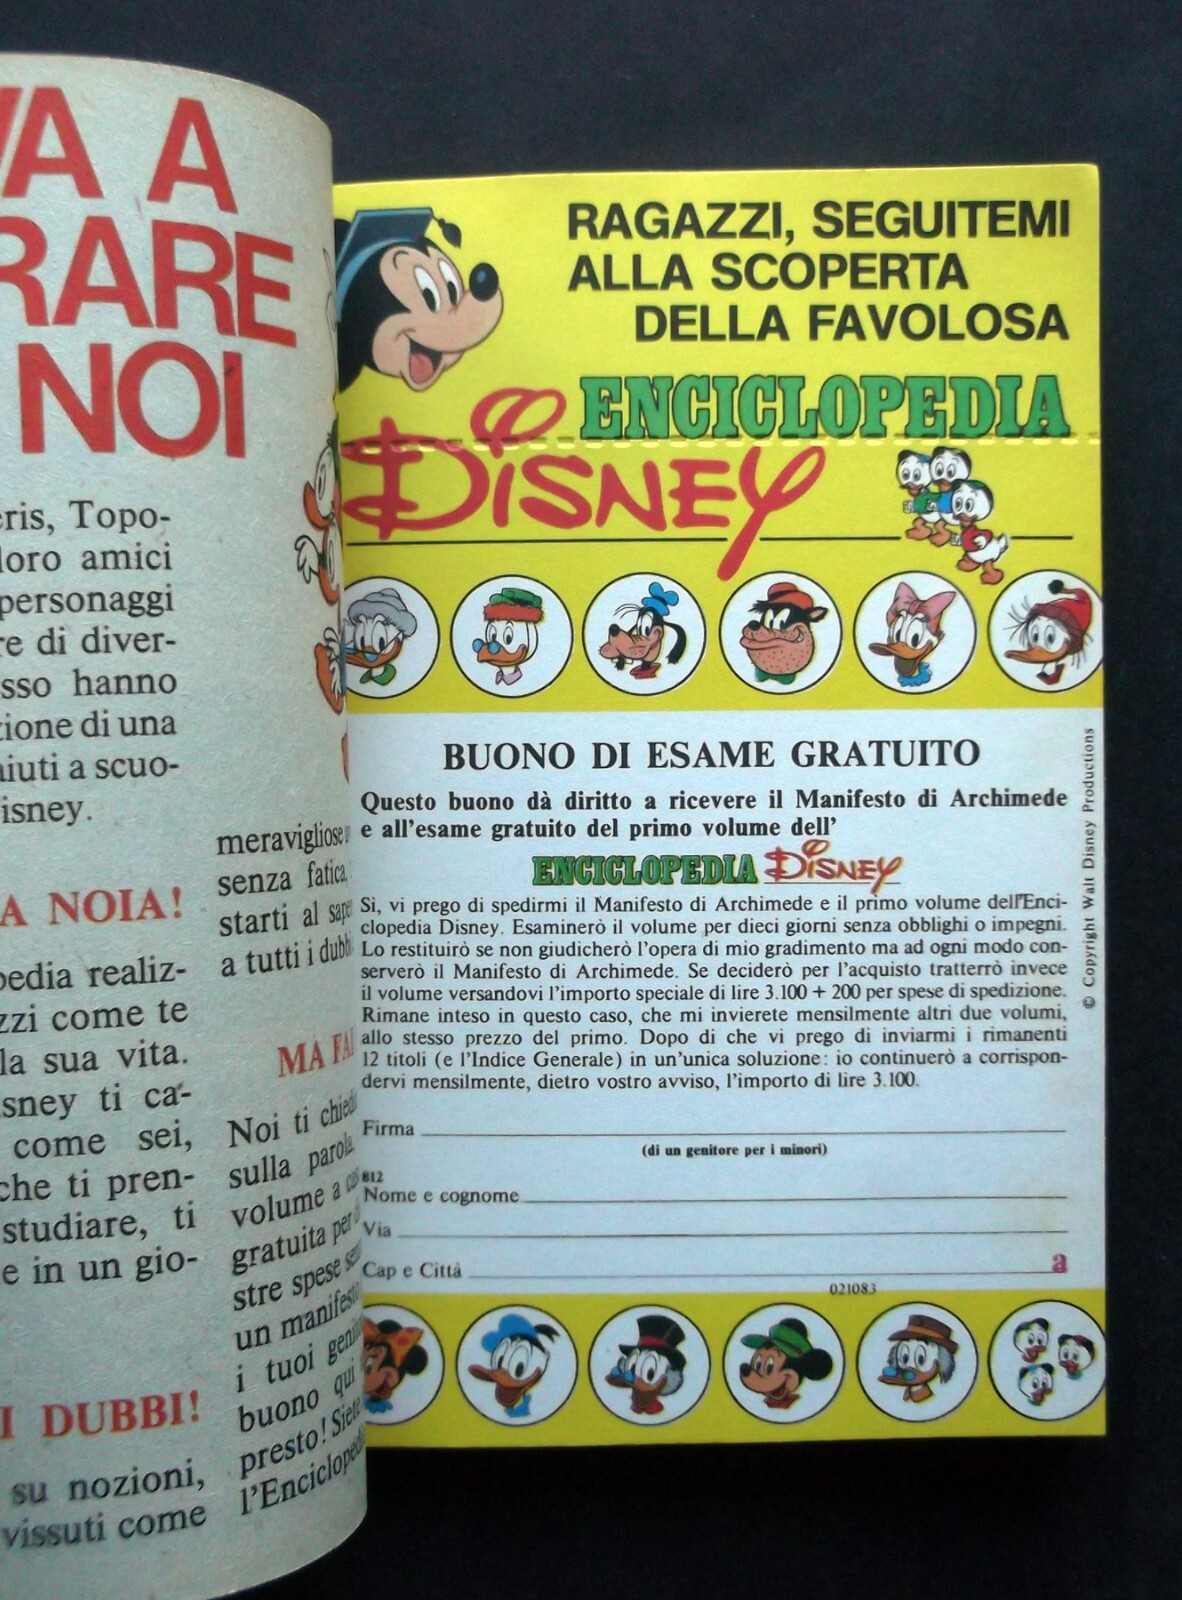 VA A
RARE
NOI
eris, Topo-
loro amici
personaggi
re di diver-
sso hanno
zione di una
aiuti a scuo-
isney.
A NOIA!
pedia realiz-
zzi come te
la sua vita.
sney ti ca-
come sei,
che ti pren-
studiare, ti
e in un gio-
I DUBBI!
su nozioni,
vissuti come
meravigliose
senza fatica,
starti al sape
a tutti i dubbi
MA FAI
Noi ti chied
sulla parola,
volume a cas
gratuita per
stre spese sen
un manifesto
i tuoi genito
buono qui
presto! Siete
l'Enciclopedi
RAGAZZI, SEGUITEMI
ALLA SCOPERTA
DELLA FAVOLOSA
ENCICLOPEDIA
DISNEY
BUONO DI ESAME GRATUITO
Questo buono dà diritto a ricevere il Manifesto di Archimede
e all'esame gratuito del primo volume dell'
ENCICLOPEDIA DISNEY
Sì, vi prego di spedirmi il Manifesto di Archimede e il primo volume dell'Enci-
clopedia Disney. Esaminerò il volume per dieci giorni senza obblighi o impegni.
Lo restituirò se non giudicherò l'opera di mio gradimento ma ad ogni modo con-
serverò il Manifesto di Archimede. Se deciderò per l'acquisto tratterrò invece
il volume versandovi l'importo speciale di lire 3.100 + 200 per spese di spedizione.
Rimane inteso in questo caso, che mi invierete mensilmente altri due volumi,
allo stesso prezzo del primo. Dopo di che vi prego di inviarmi i rimanenti
12 titoli (e l'Indice Generale) in un'unica soluzione: io continuerò a corrispon-
dervi mensilmente, dietro vostro avviso, l'importo di lire 3.100.
Firma
(di un genitore per i minori)
812
Nome e cognome
Via
Cap e Città
a
021083
© Copyright Walt Disney Productions